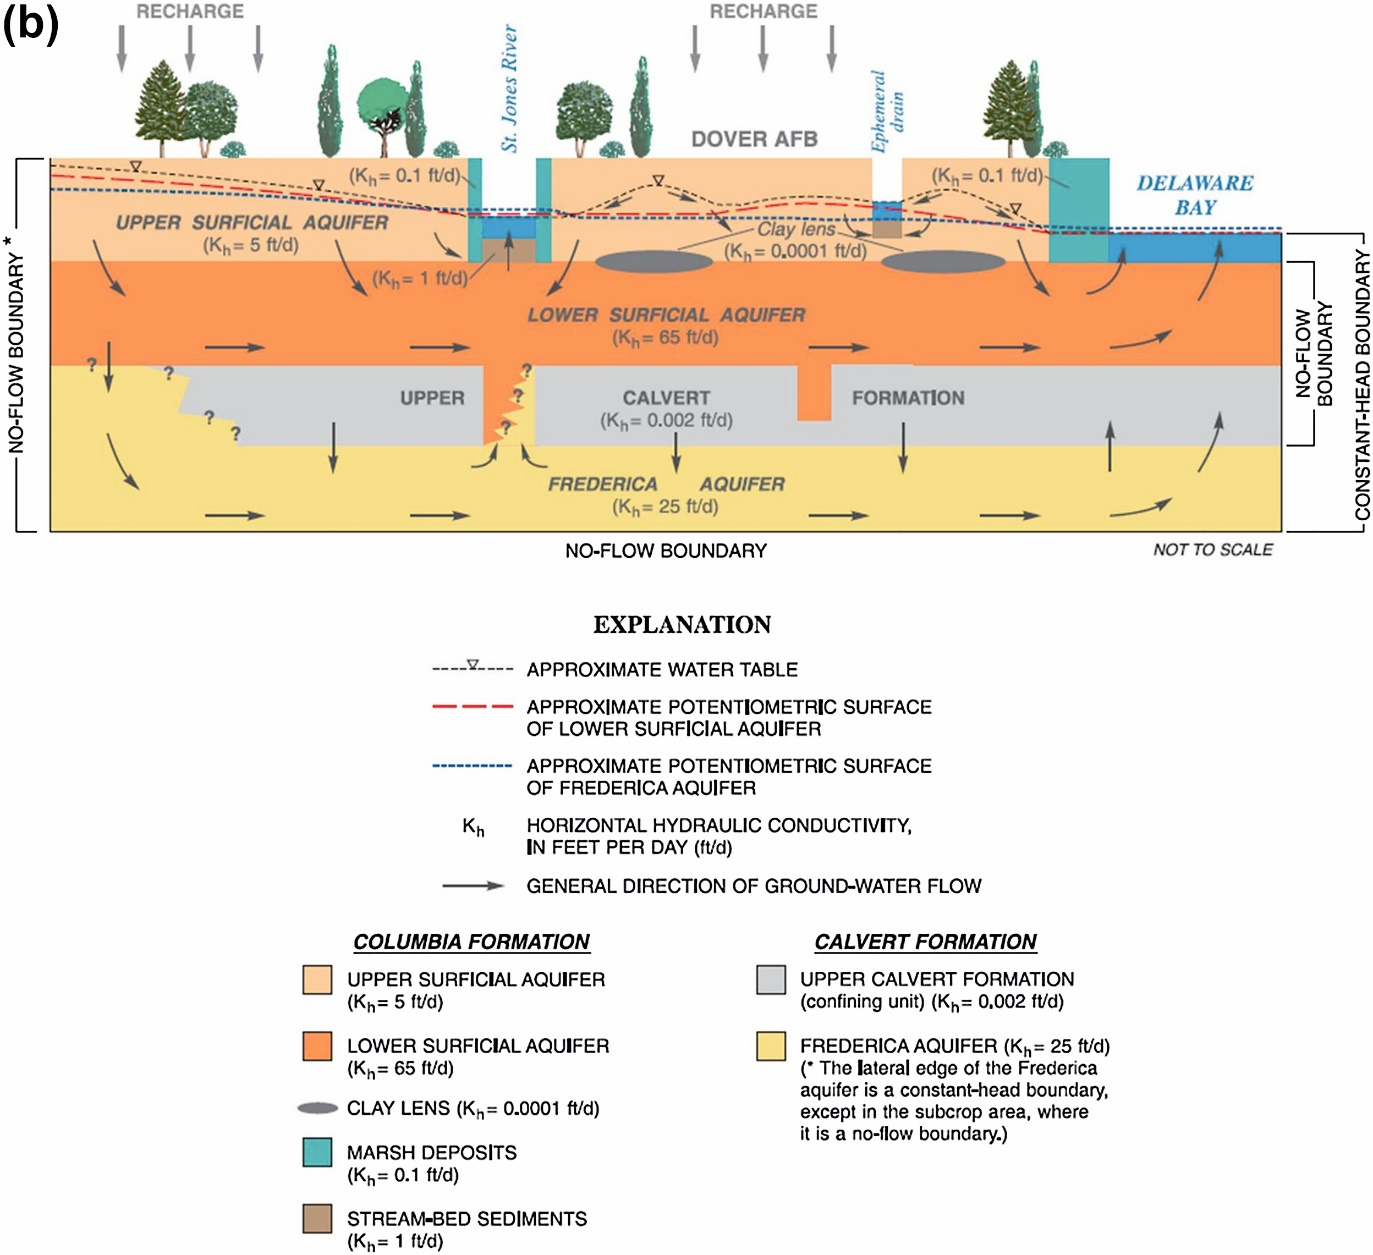 (b)
RECHARGE
RECHARGE
St. Jones River
Ephemeral
drain
DOVER AFB
(Kh= 0.1 ft/d)
(Kh= 0.1 ft/d)
DELAWARE
BAY
UPPER SURFICIAL AQUIFER
(Kh= 5 ft/d)
Clay lens
(Kh= 0.0001 ft/d)
(Kh= 1 ft/d)
LOWER SURFICIAL AQUIFER
(Kh= 65 ft/d)
NO-FLOW BOUNDARY *
NO-FLOW
BOUNDARY
CONSTANT-HEAD BOUNDARY
?
?
?
?
?
?
?
UPPER CALVERT FORMATION
(Kh= 0.002 ft/d)
FREDERICA AQUIFER
(Kh= 25 ft/d)
NO-FLOW BOUNDARY
NOT TO SCALE
EXPLANATION
APPROXIMATE WATER TABLE
APPROXIMATE POTENTIOMETRIC SURFACE
OF LOWER SURFICIAL AQUIFER
APPROXIMATE POTENTIOMETRIC SURFACE
OF FREDERICA AQUIFER
Kh HORIZONTAL HYDRAULIC CONDUCTIVITY,
IN FEET PER DAY (ft/d)
GENERAL DIRECTION OF GROUND-WATER FLOW
COLUMBIA FORMATION
UPPER SURFICIAL AQUIFER
(Kh= 5 ft/d)
LOWER SURFICIAL AQUIFER
(Kh= 65 ft/d)
CLAY LENS (Kh= 0.0001 ft/d)
MARSH DEPOSITS
(Kh= 0.1 ft/d)
STREAM-BED SEDIMENTS
(Kh= 1 ft/d)
CALVERT FORMATION
UPPER CALVERT FORMATION
(confining unit) (Kh= 0.002 ft/d)
FREDERICA AQUIFER (Kh= 25 ft/d)
(* The lateral edge of the Frederica
aquifer is a constant-head boundary,
except in the subcrop area, where
it is a no-flow boundary.)